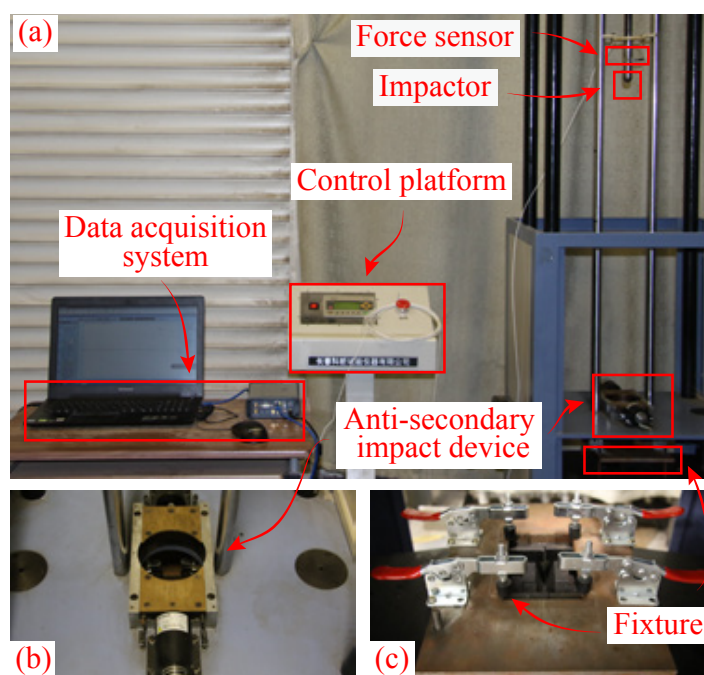 (a)
Force sensor
Impactor
Control platform
Data acquisition
system
Anti-secondary
impact device
(b)
(c)
Fixture